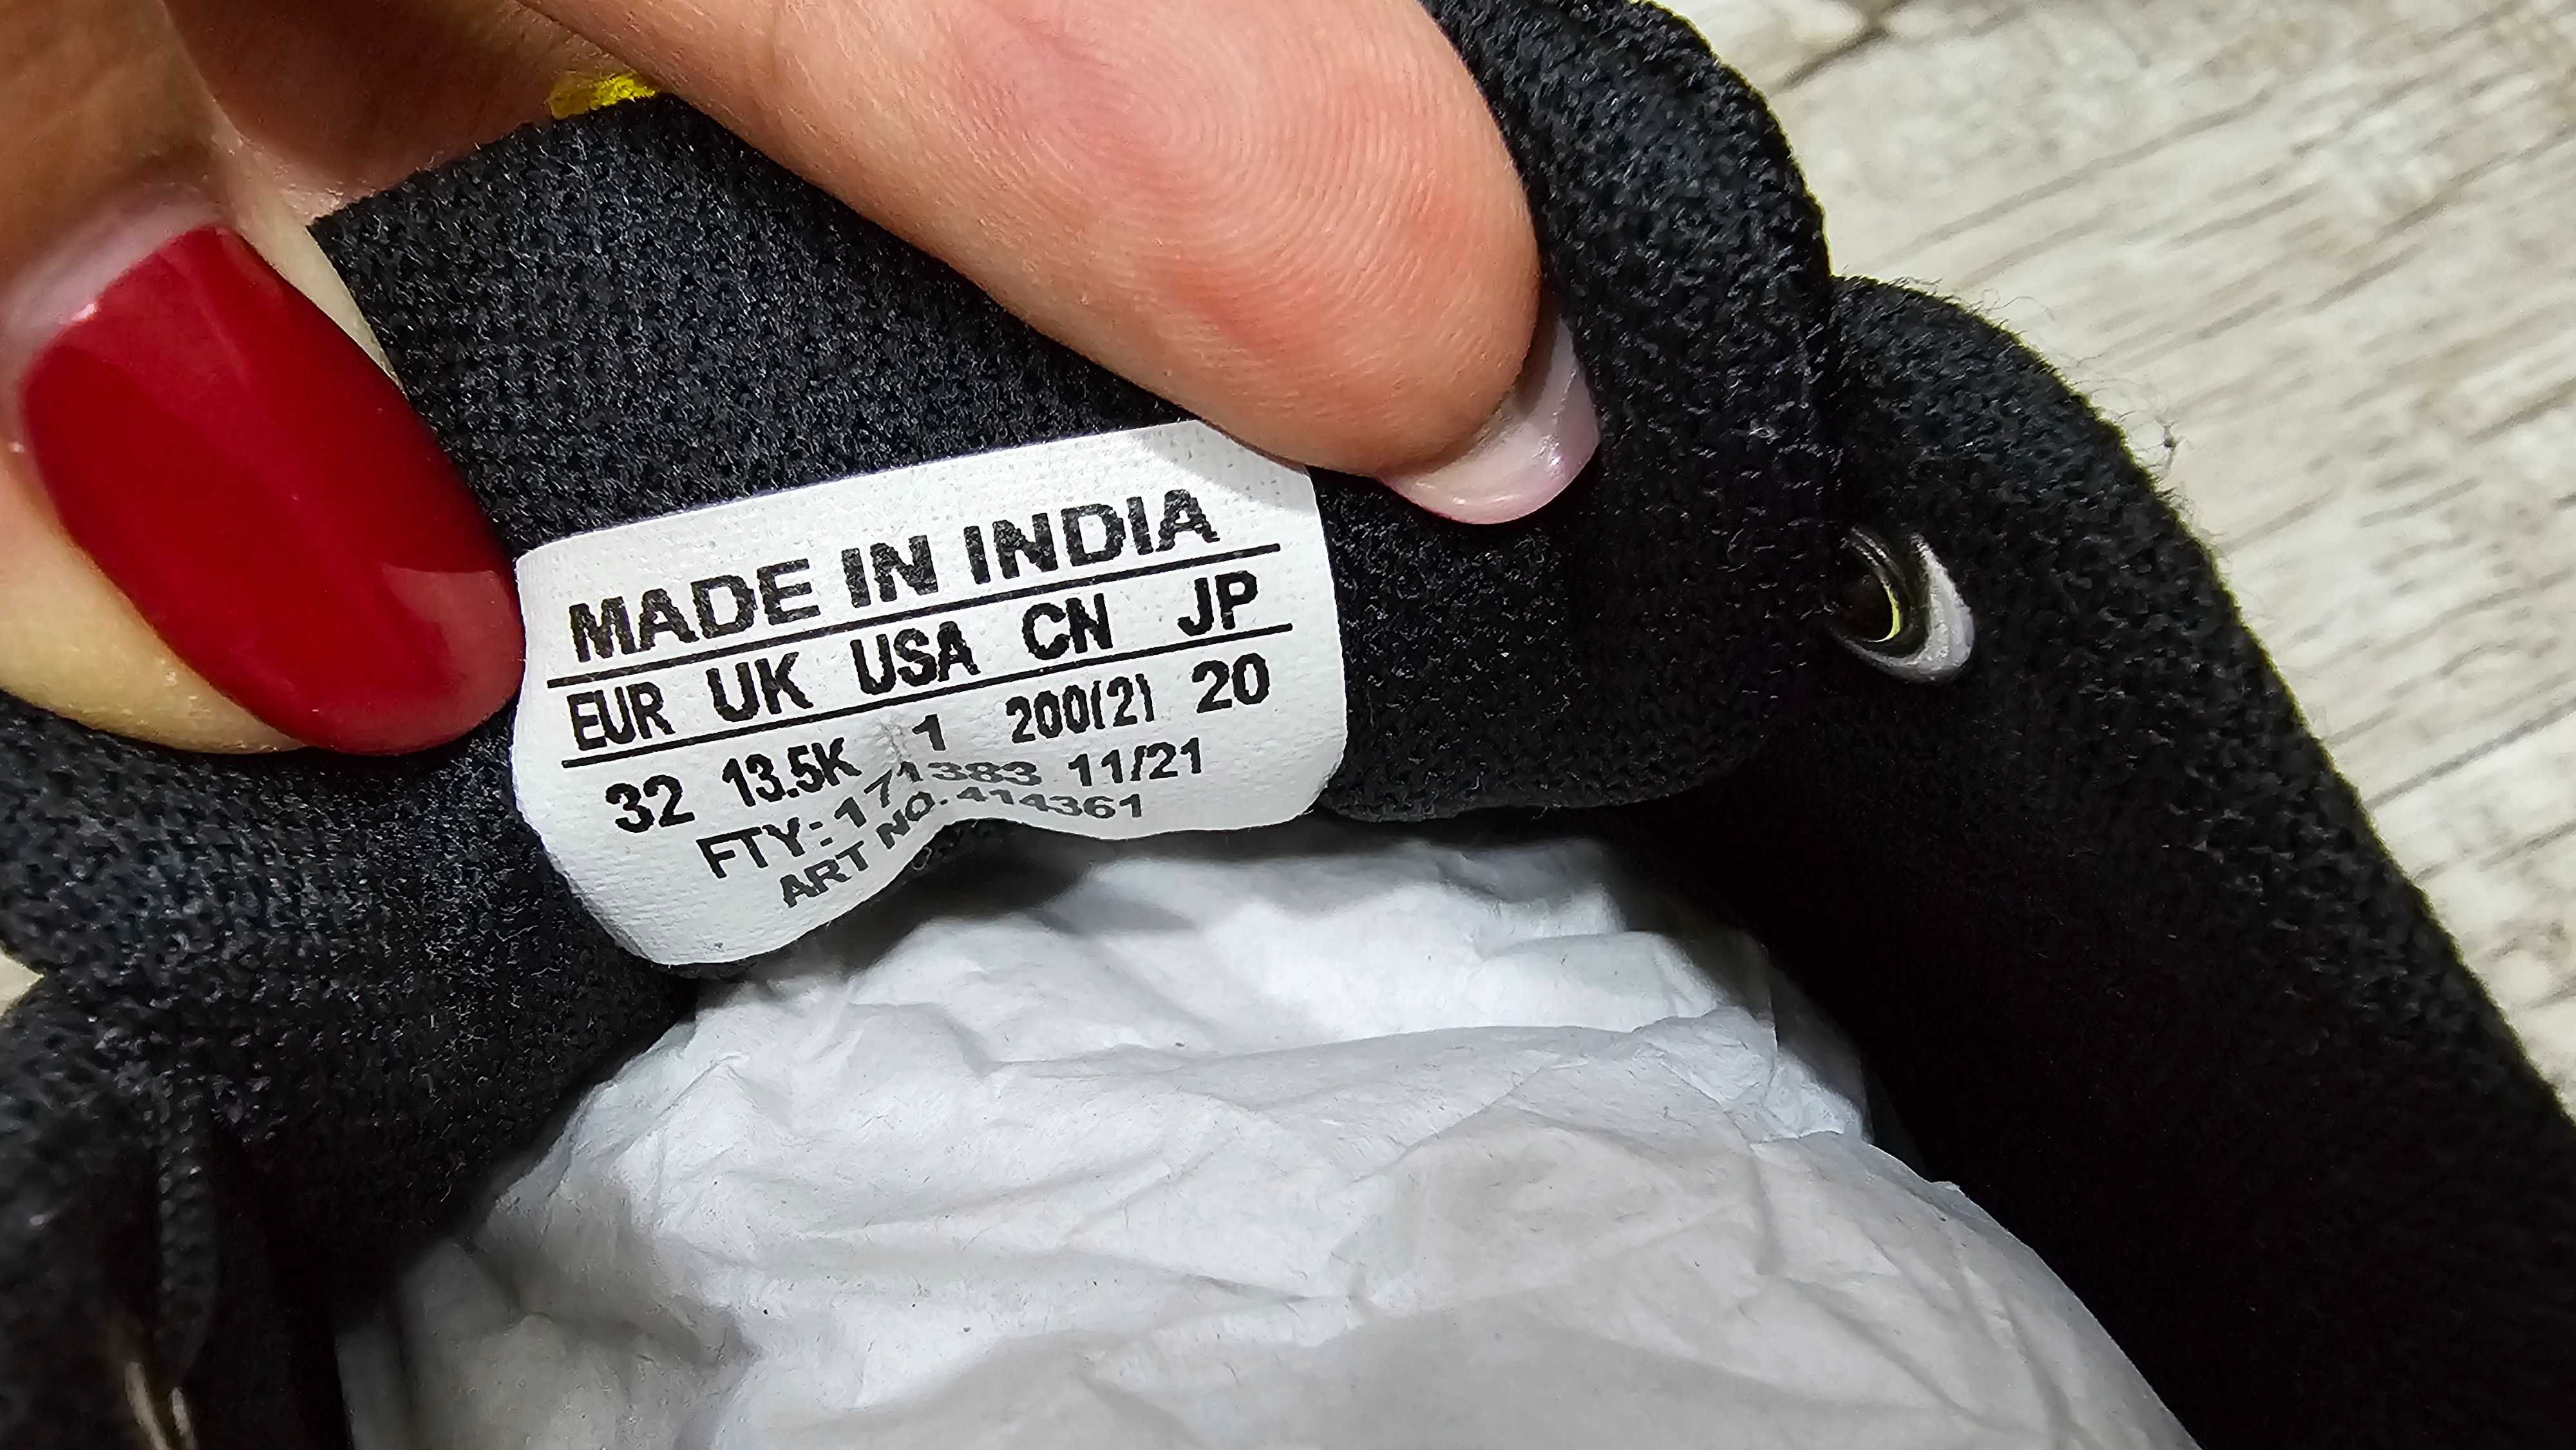 MADE IN INDIA
EUR UK USA CN JP
32 13.5K 1 200(2) 20
FTY: 171383 11/21
ART NO. 414361